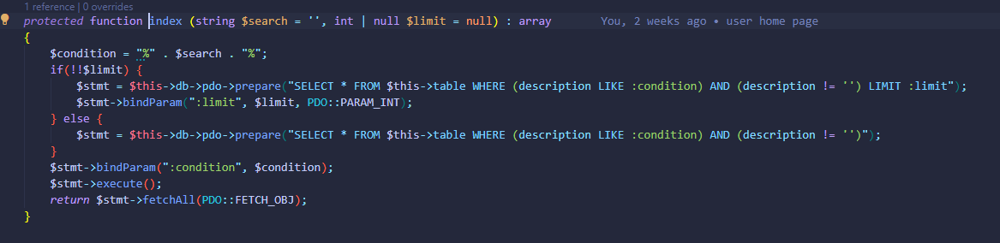 1 reference | 0 overrides
protected function index (string $search = '', int | null $limit = null) : array You, 2 weeks ago • user home page
{
$condition = "%" . $search . "%";
if(!!$limit) {
$stmt = $this->db->pdo->prepare("SELECT * FROM $this->table WHERE (description LIKE :condition) AND (description != '') LIMIT :limit");
$stmt->bindParam(":limit", $limit, PDO::PARAM_INT);
} else {
$stmt = $this->db->pdo->prepare("SELECT * FROM $this->table WHERE (description LIKE :condition) AND (description != '')");
}
$stmt->bindParam(":condition", $condition);
$stmt->execute();
return $stmt->fetchAll(PDO::FETCH_OBJ);
}